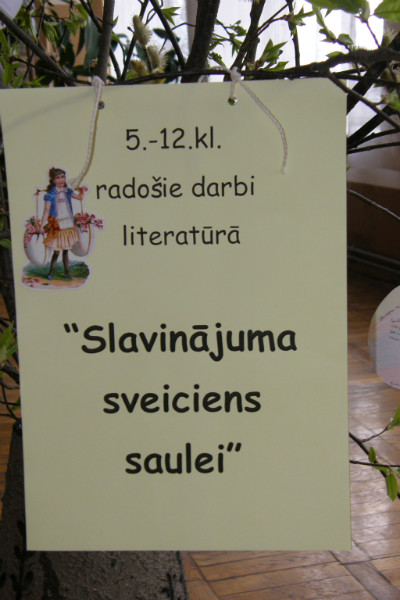 5.-12.kl.
radošie darbi
literatūrā
“Slavinājuma
sveiciens
saulei”